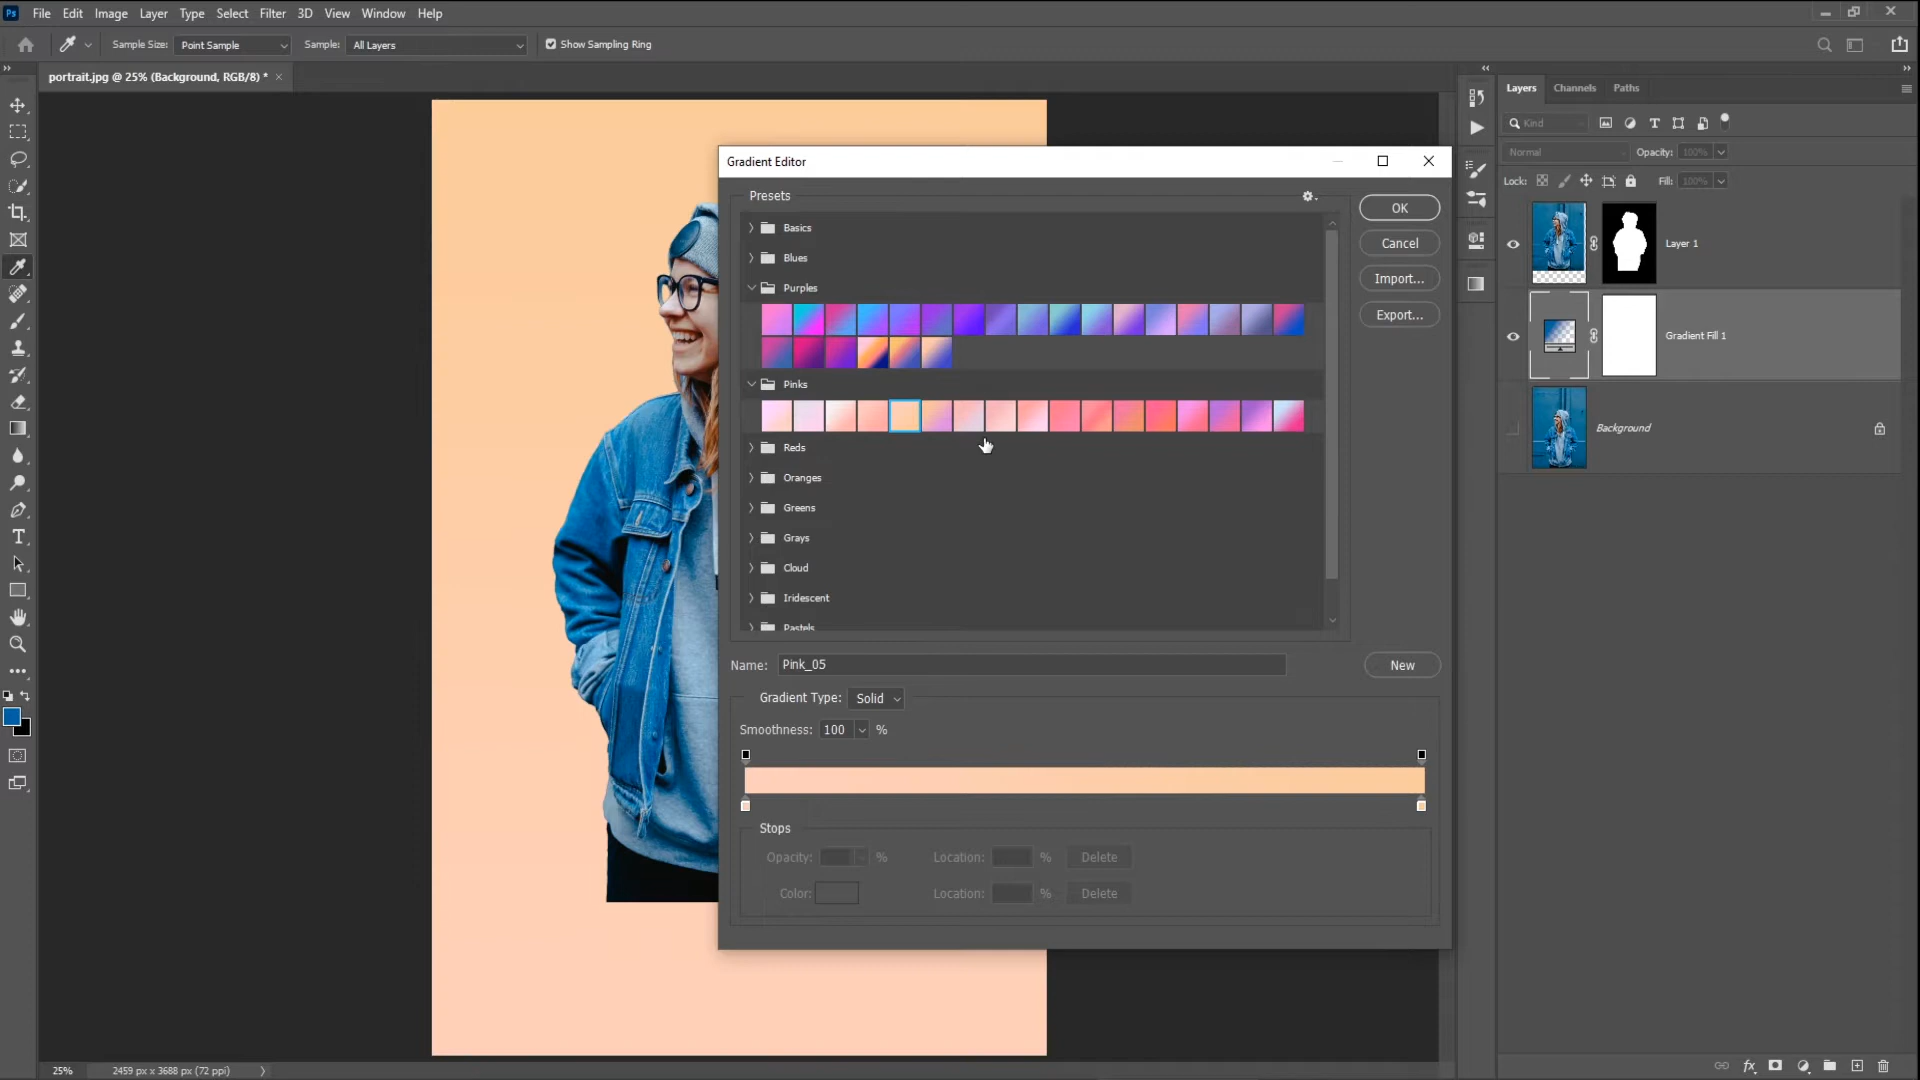 Ps File Edit Image Layer Type Select Filter 3D View Window Help
Sample Size: Point Sample Sample: All Layers Show Sampling Ring
portrait.jpg @ 25% (Background, RGB/8) * ×
Gradient Editor
Presets
Basics
Blues
Purples
Pinks
Reds
Oranges
Greens
Grays
Cloud
Iridescent
Pastels
OK
Cancel
Import...
Export...
Name: Pink_05 New
Gradient Type: Solid
Smoothness: 100 %
Stops
Opacity: % Location: % Delete
Color: Location: % Delete
Layers Channels Paths
Kind
Normal Opacity: 100%
Lock: Fill: 100%
Layer 1
Gradient Fill 1
Background
25% 2459 px x 3688 px (72 ppi)